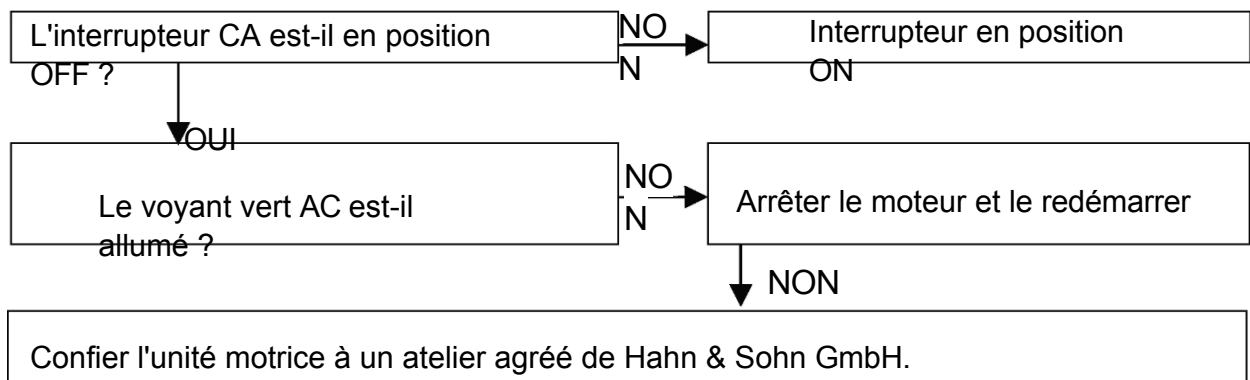 L'interrupteur CA est-il en position
OFF ?
NO
N
Interrupteur en position
ON
OUI
Le voyant vert AC est-il
allumé ?
NO
N
Arrêter le moteur et le redémarrer
NON
Confier l'unité motrice à un atelier agréé de Hahn & Sohn GmbH.